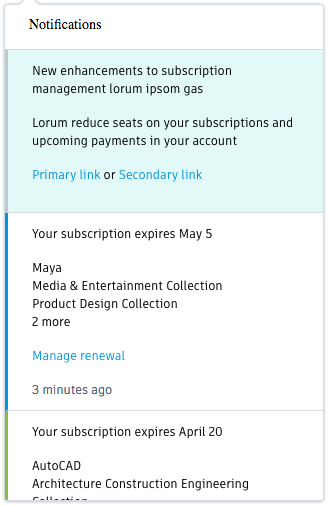 Notifications
New enhancements to subscription
management lorum ipsom gas
Lorum reduce seats on your subscriptions and
upcoming payments in your account
Primary link or Secondary link
Your subscription expires May 5
Maya
Media & Entertainment Collection
Product Design Collection
2 more
Manage renewal
3 minutes ago
Your subscription expires April 20
AutoCAD
Architecture Construction Engineering
Collection